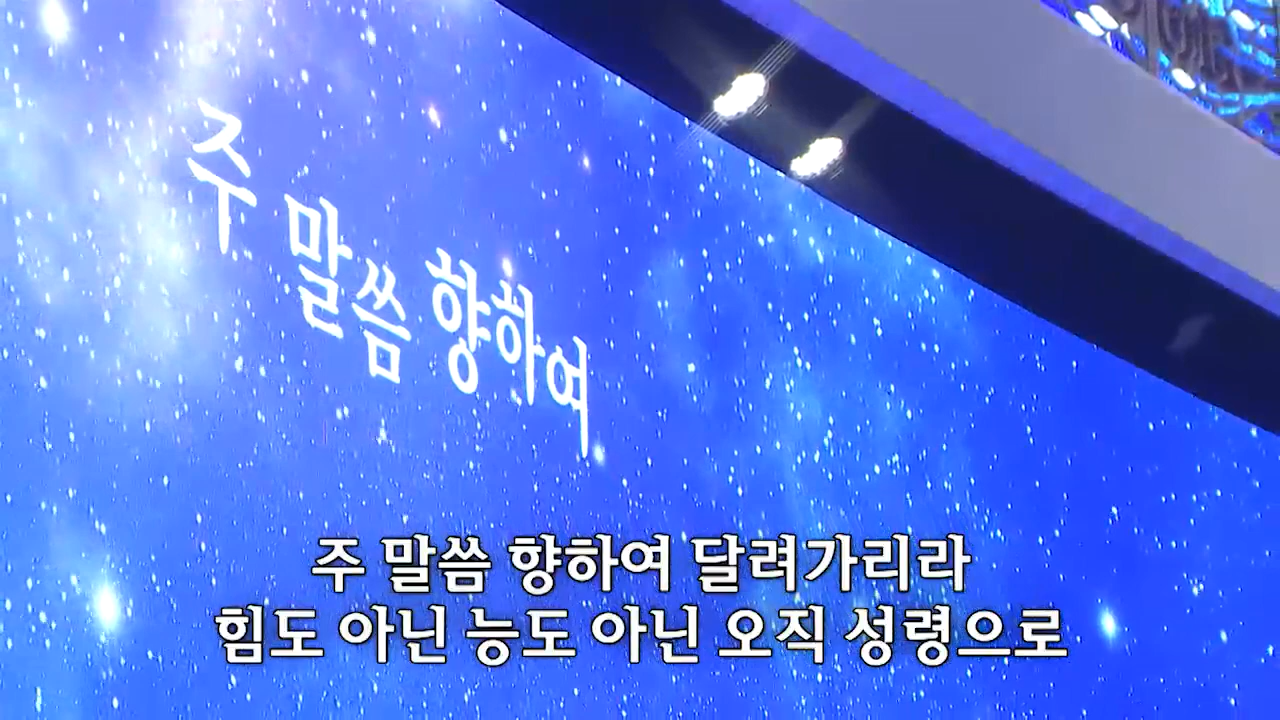 주 말씀 향하여
주 말씀 향하여 달려가리라
힘도 아닌 능도 아닌 오직 성령으로